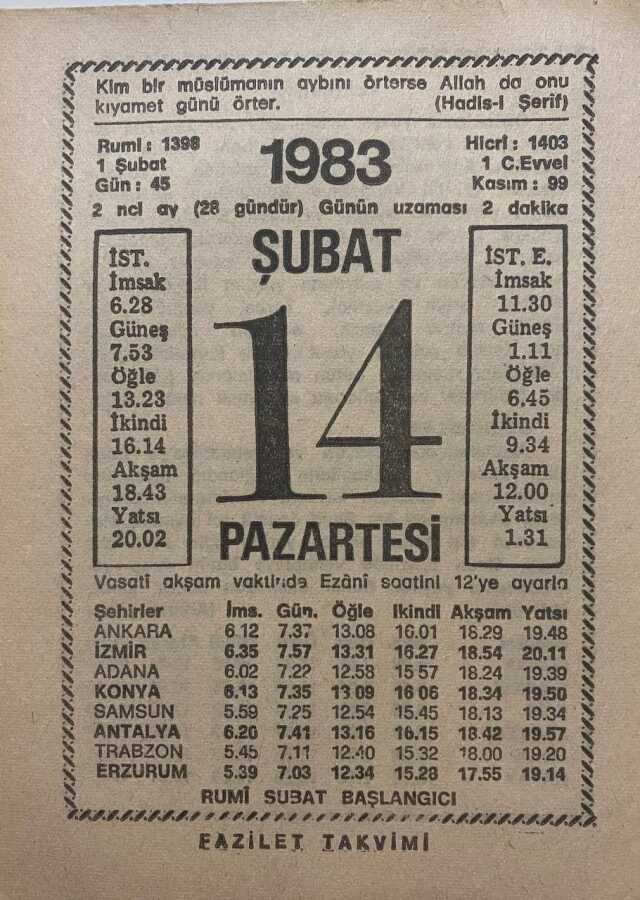 Kim bir müslümanın aybını örterse Allah da onu
kıyamet günü örter. (Hadis-i Şerif)
Rumi : 1398
1 Şubat
Gün : 45
1983
Hicrî : 1403
1 C.Evvel
Kasım : 99
2 nci ay (28 gündür) Günün uzaması 2 dakika
İST.
İmsak
6.28
Güneş
7.53
Öğle
13.23
İkindi
16.14
Akşam
18.43
Yatsı
20.02
ŞUBAT
14
PAZARTESİ
İST. E.
İmsak
11.30
Güneş
1.11
Öğle
6.45
İkindi
9.34
Akşam
12.00
Yatsı
1.31
Vasatî akşam vaktinde Ezânî saatini 12'ye ayarla
Şehirler İms. Gün. Öğle Ikindi Akşam Yatsı
ANKARA 6.12 7.37 13.08 16.01 18.29 19.48
İZMİR 6.35 7.57 13.31 16.27 18.54 20.11
ADANA 6.02 7.22 12.58 15 57 18.24 19.39
KONYA 6.13 7.35 13 09 16 06 18.34 19.50
SAMSUN 5.59 7.25 12.54 15.45 18.13 19.34
ANTALYA 6.20 7.41 13.16 16.15 18.42 19.57
TRABZON 5.45 7.11 12.40 15.32 18.00 19.20
ERZURUM 5.39 7.03 12.34 15.28 17.55 19.14
RUMÎ SUBAT BAŞLANGICI
FAZİLET TAKVİMİ